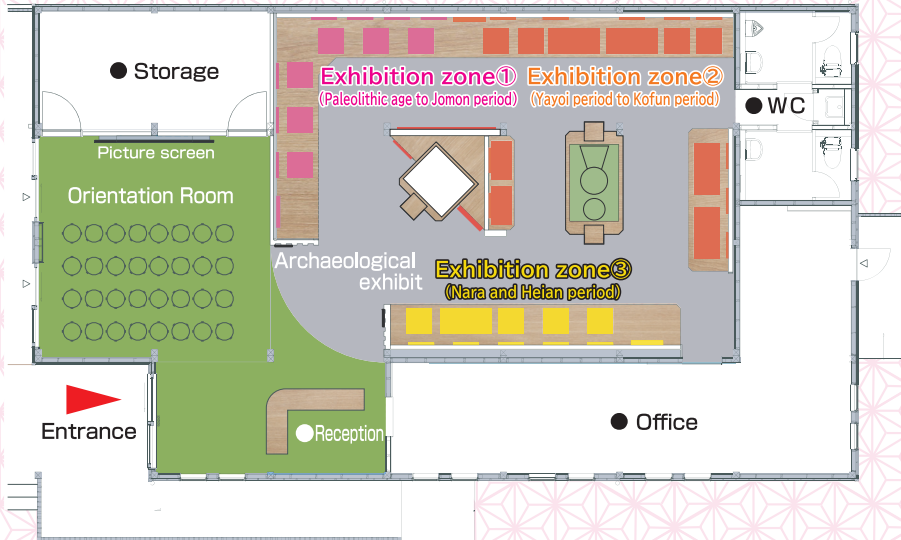 ● Storage
Exhibition zone①
(Paleolithic age to Jomon period)
Exhibition zone②
(Yayoi period to Kofun period)
● WC
Picture screen
Orientation Room
Archaeological
exhibit
Exhibition zone③
(Nara and Heian period)
Entrance
●Reception
● Office